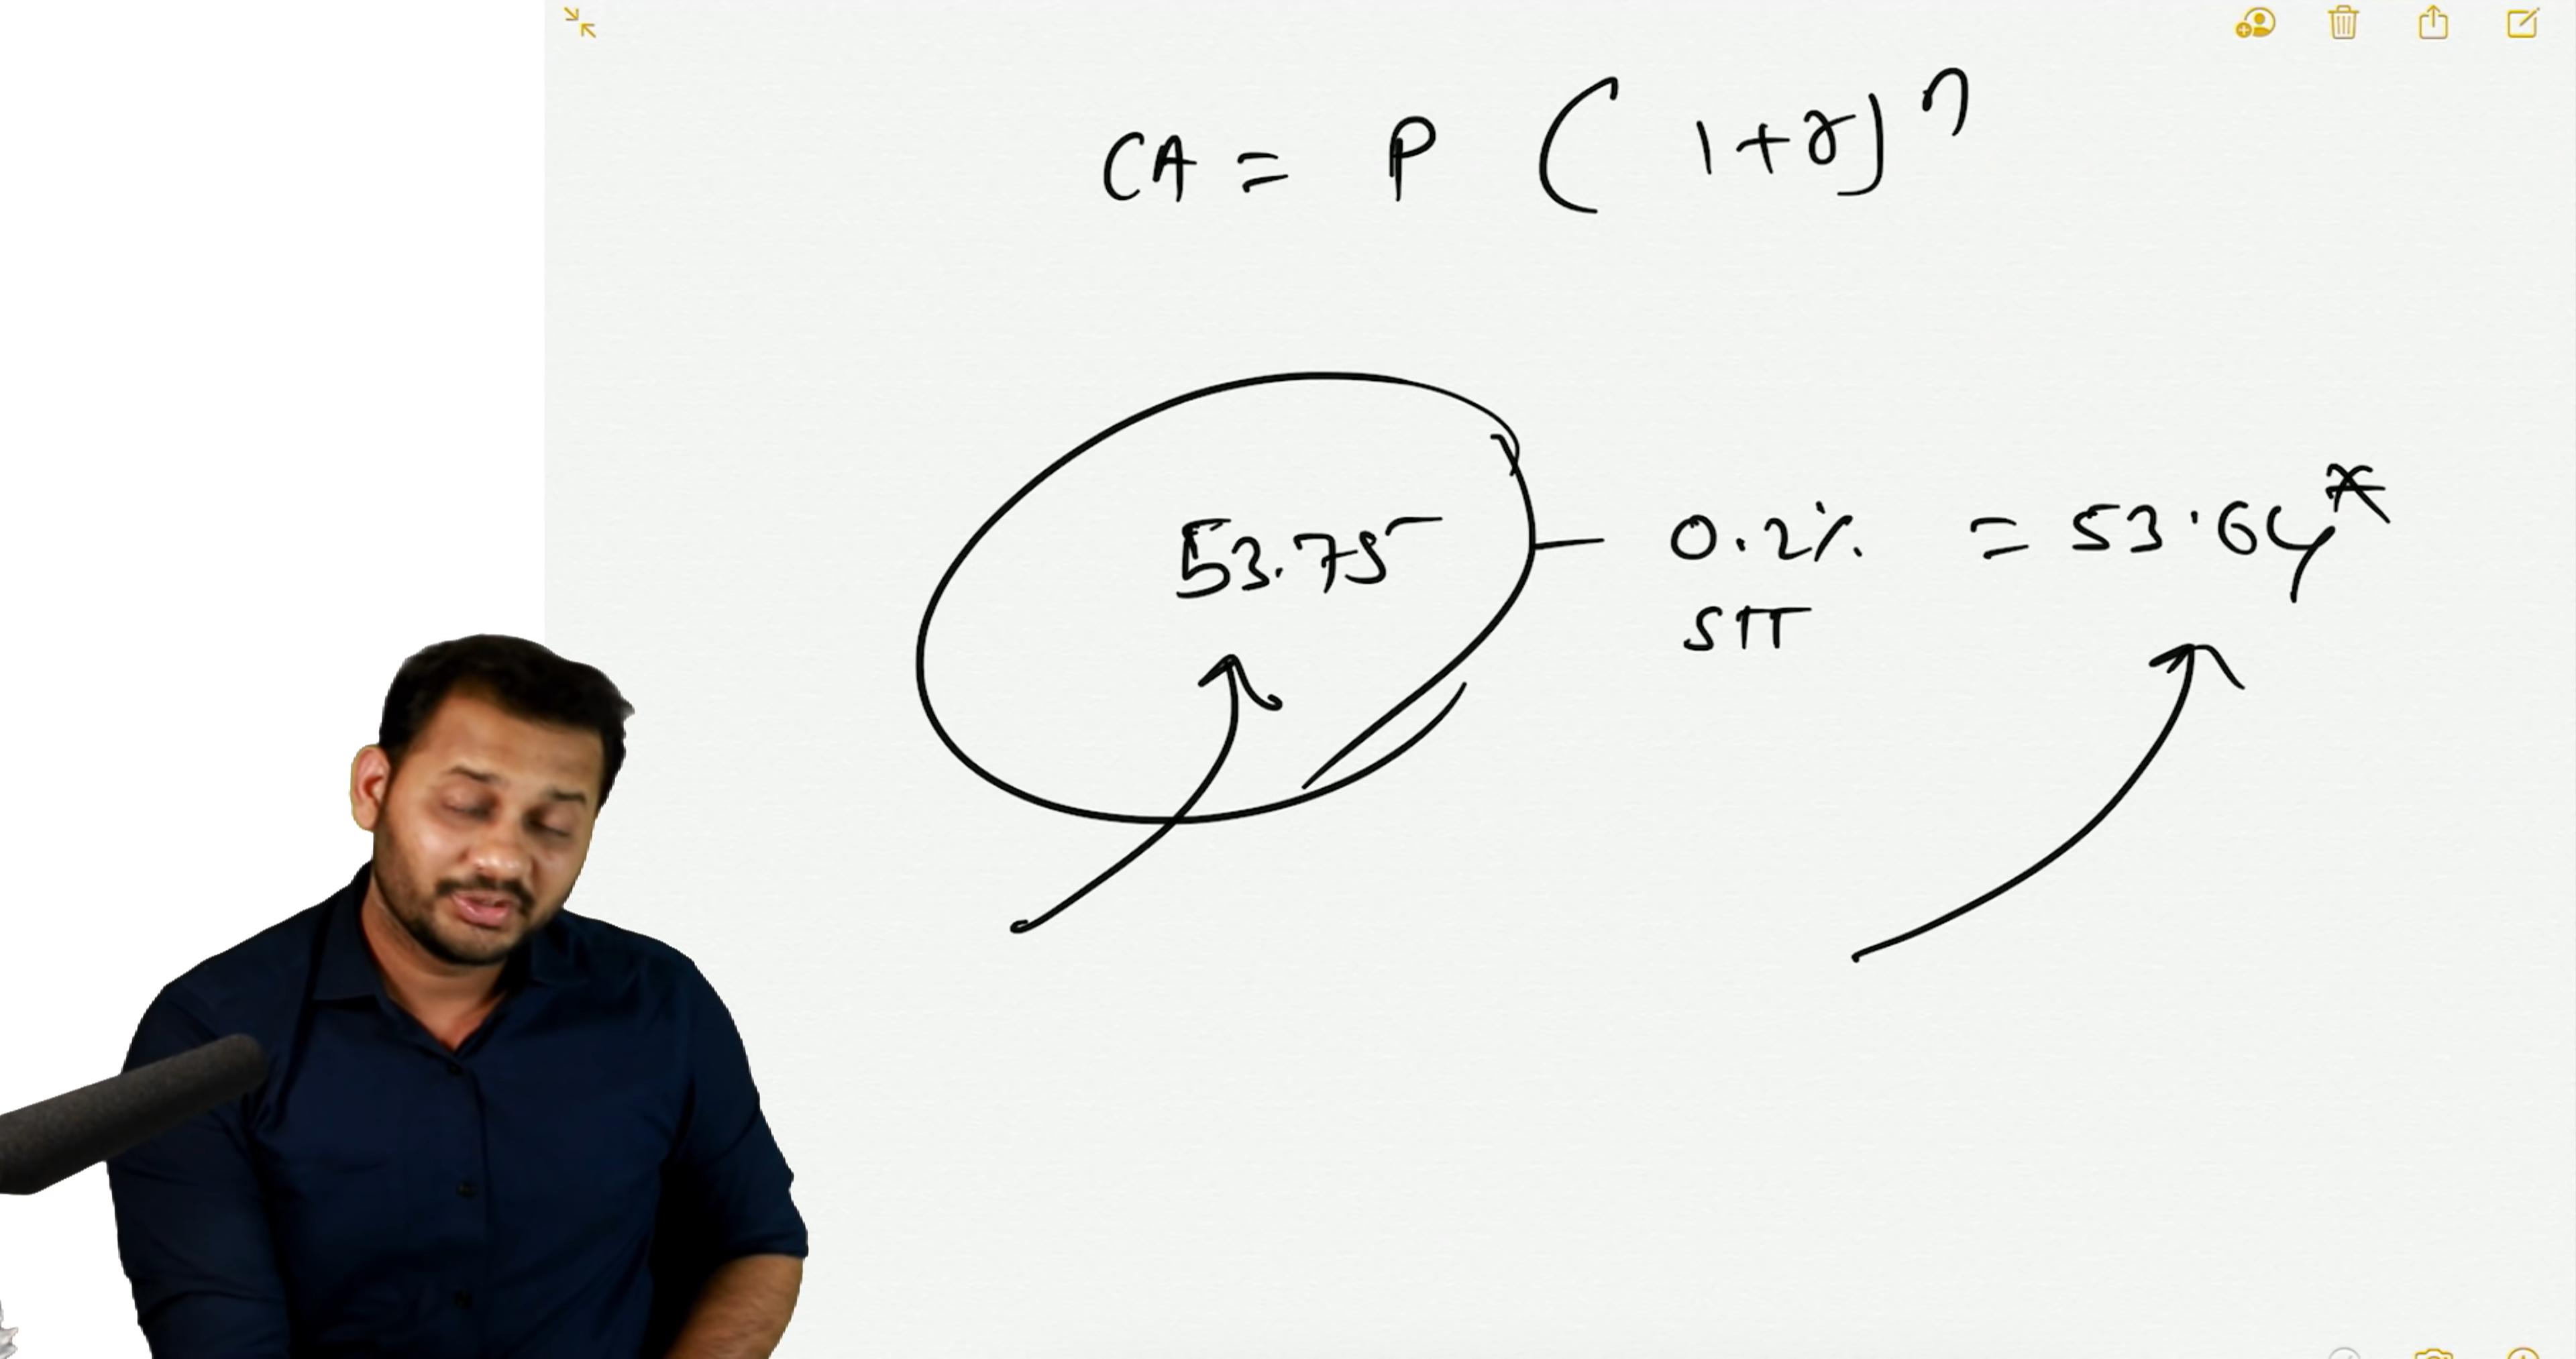 CA = P (1+r)^n
53.75 - 0.2% = 53.64*
STT